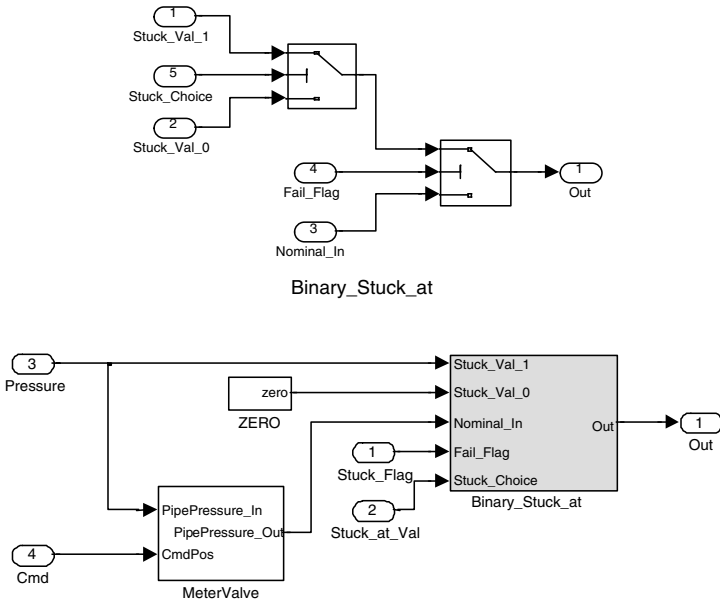 1
Stuck_Val_1
5
Stuck_Choice
2
Stuck_Val_0
4
Fail_Flag
3
Nominal_In
1
Out
Binary_Stuck_at
3
Pressure
zero
ZERO
Stuck_Val_1
Stuck_Val_0
Nominal_In
Fail_Flag
Stuck_Choice
Out
Binary_Stuck_at
1
Out
1
Stuck_Flag
2
Stuck_at_Val
PipePressure_In
PipePressure_Out
CmdPos
MeterValve
4
Cmd